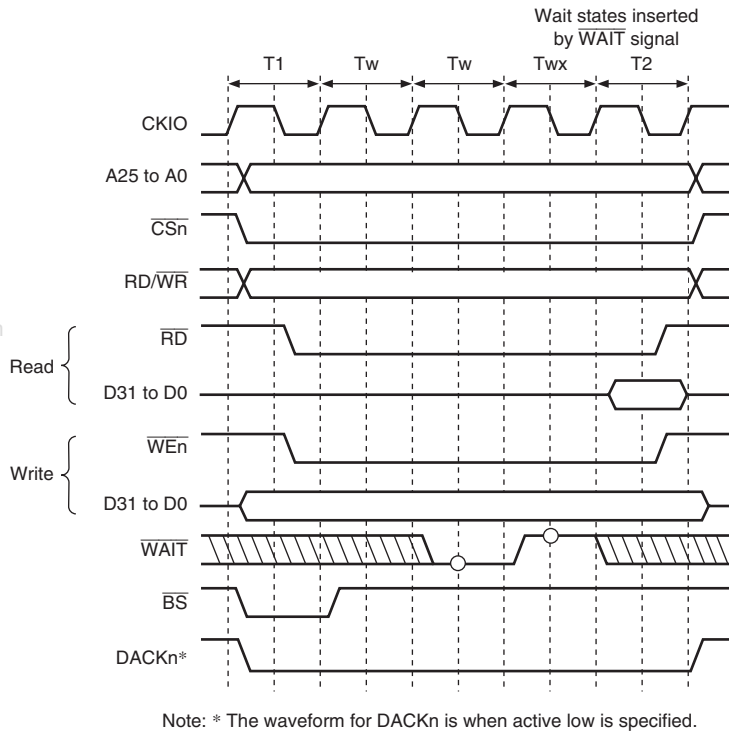 Wait states inserted
by WAIT signal
T1 Tw Tw Twx T2
CKIO
A25 to A0
CSn
RD/WR
Read
RD
D31 to D0
Write
WEn
D31 to D0
WAIT
BS
DACKn*
Note: * The waveform for DACKn is when active low is specified.